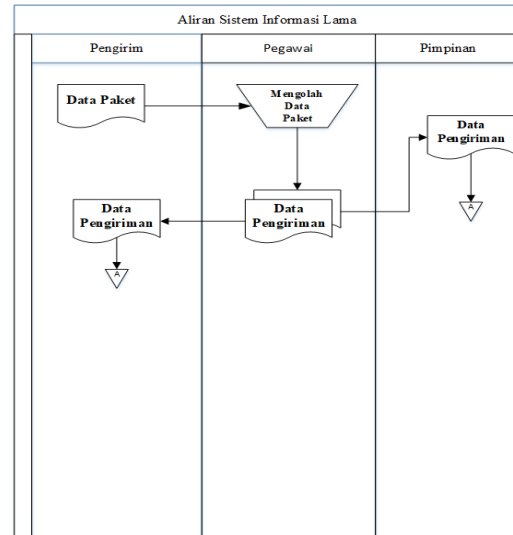 Aliran Sistem Informasi Lama
Pengirim
Pegawai
Pimpinan
Data Paket
Mengolah
Data
Paket
Data
Pengiriman
Data
Pengiriman
Data
Pengiriman
A
A